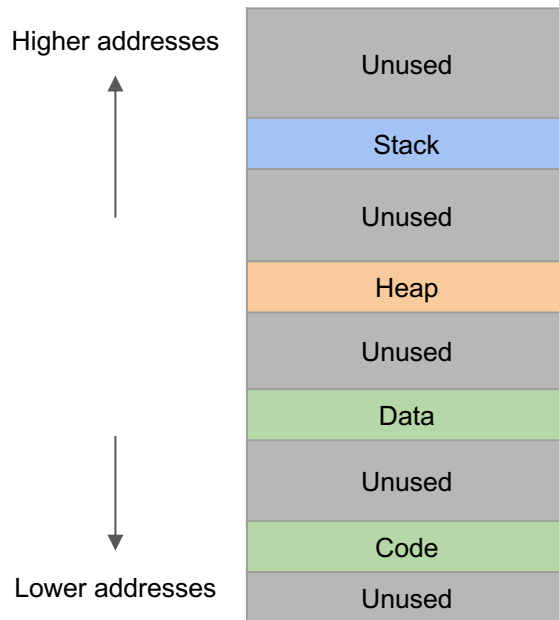 Higher addresses
Unused
Stack
Unused
Heap
Unused
Data
Unused
Code
Lower addresses
Unused